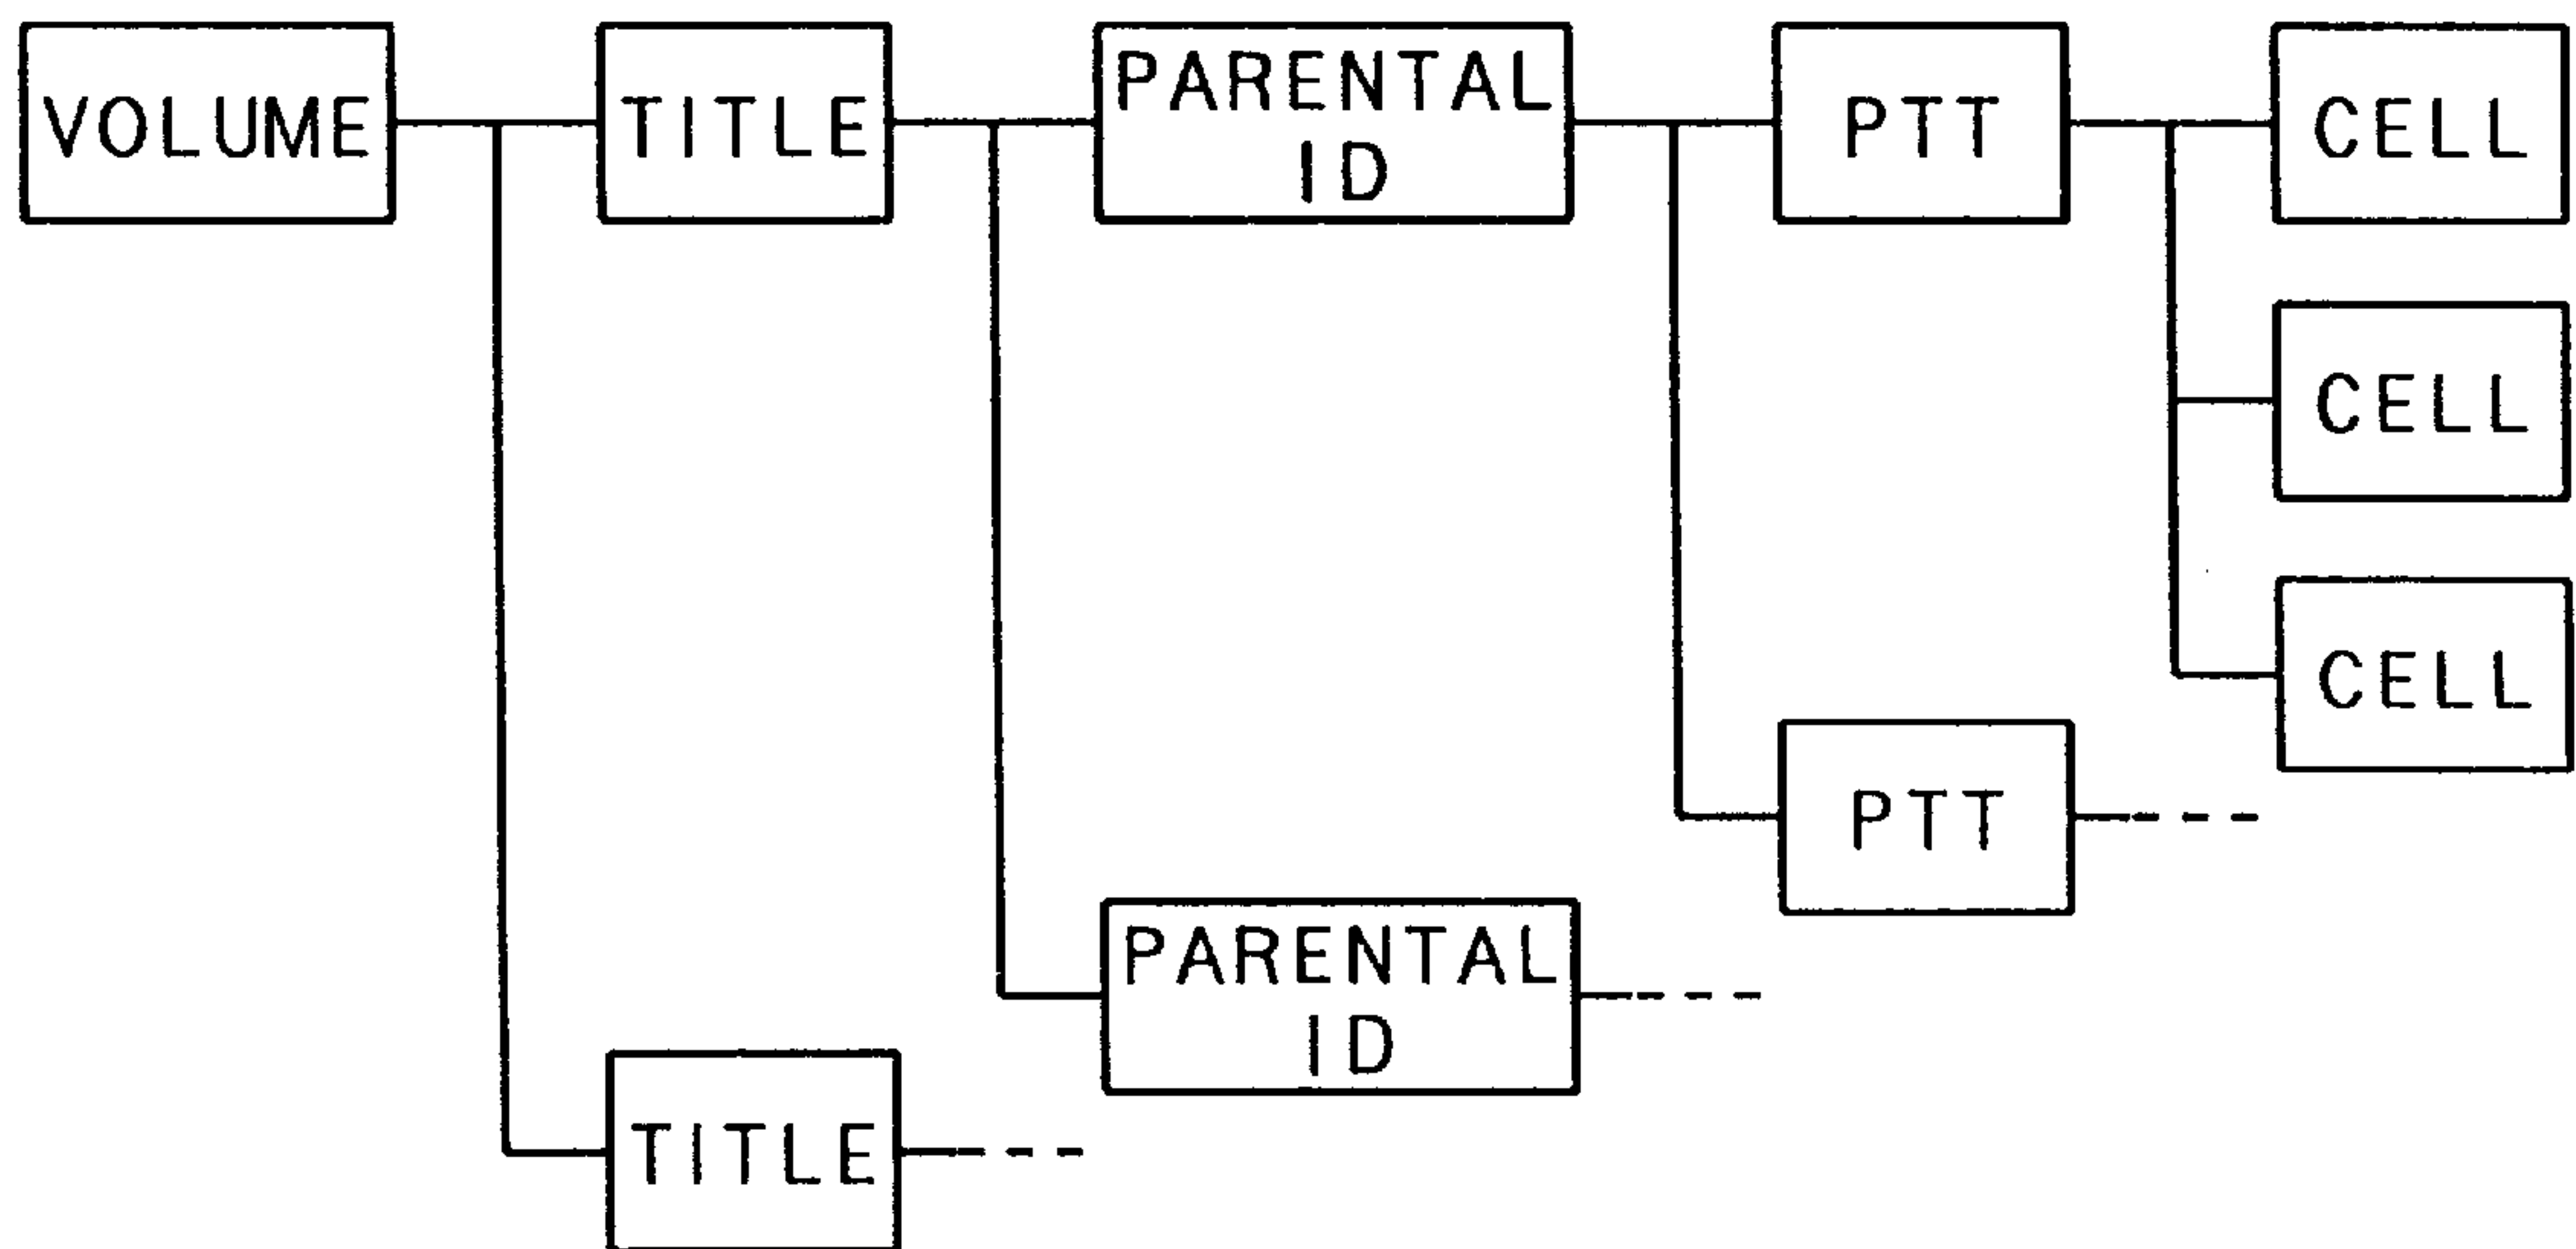 VOLUME
TITLE
PARENTAL
ID
PTT
CELL
CELL
CELL
PTT
PARENTAL
ID
TITLE